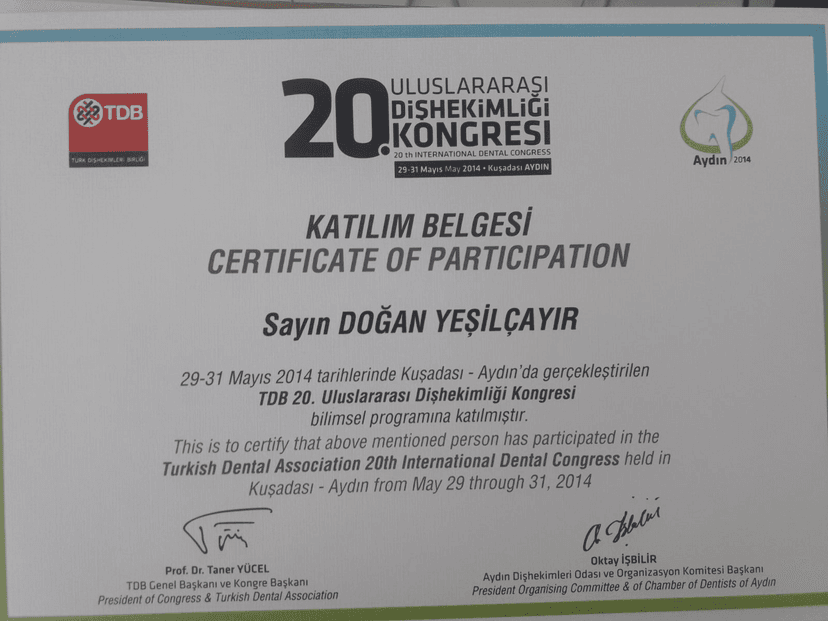 TDB
TÜRK DİŞHEKİMLERİ BİRLİĞİ
20.
ULUSLARARASI
DİŞHEKİMLİĞİ
KONGRESİ
20 th INTERNATIONAL DENTAL CONGRESS
29-31 Mayıs May 2014 • Kuşadası AYDIN
Aydın 2014
KATILIM BELGESİ
CERTIFICATE OF PARTICIPATION
Sayın DOĞAN YEŞİLÇAYIR
29-31 Mayıs 2014 tarihlerinde Kuşadası - Aydın'da gerçekleştirilen
TDB 20. Uluslararası Dişhekimliği Kongresi
bilimsel programına katılmıştır.
This is to certify that above mentioned person has participated in the
Turkish Dental Association 20th International Dental Congress held in
Kuşadası - Aydın from May 29 through 31, 2014
Prof. Dr. Taner YÜCEL
TDB Genel Başkanı ve Kongre Başkanı
President of Congress & Turkish Dental Association
Oktay İŞBİLİR
Aydın Dişhekimleri Odası ve Organizasyon Komitesi Başkanı
President Organising Committee & of Chamber of Dentists of Aydın